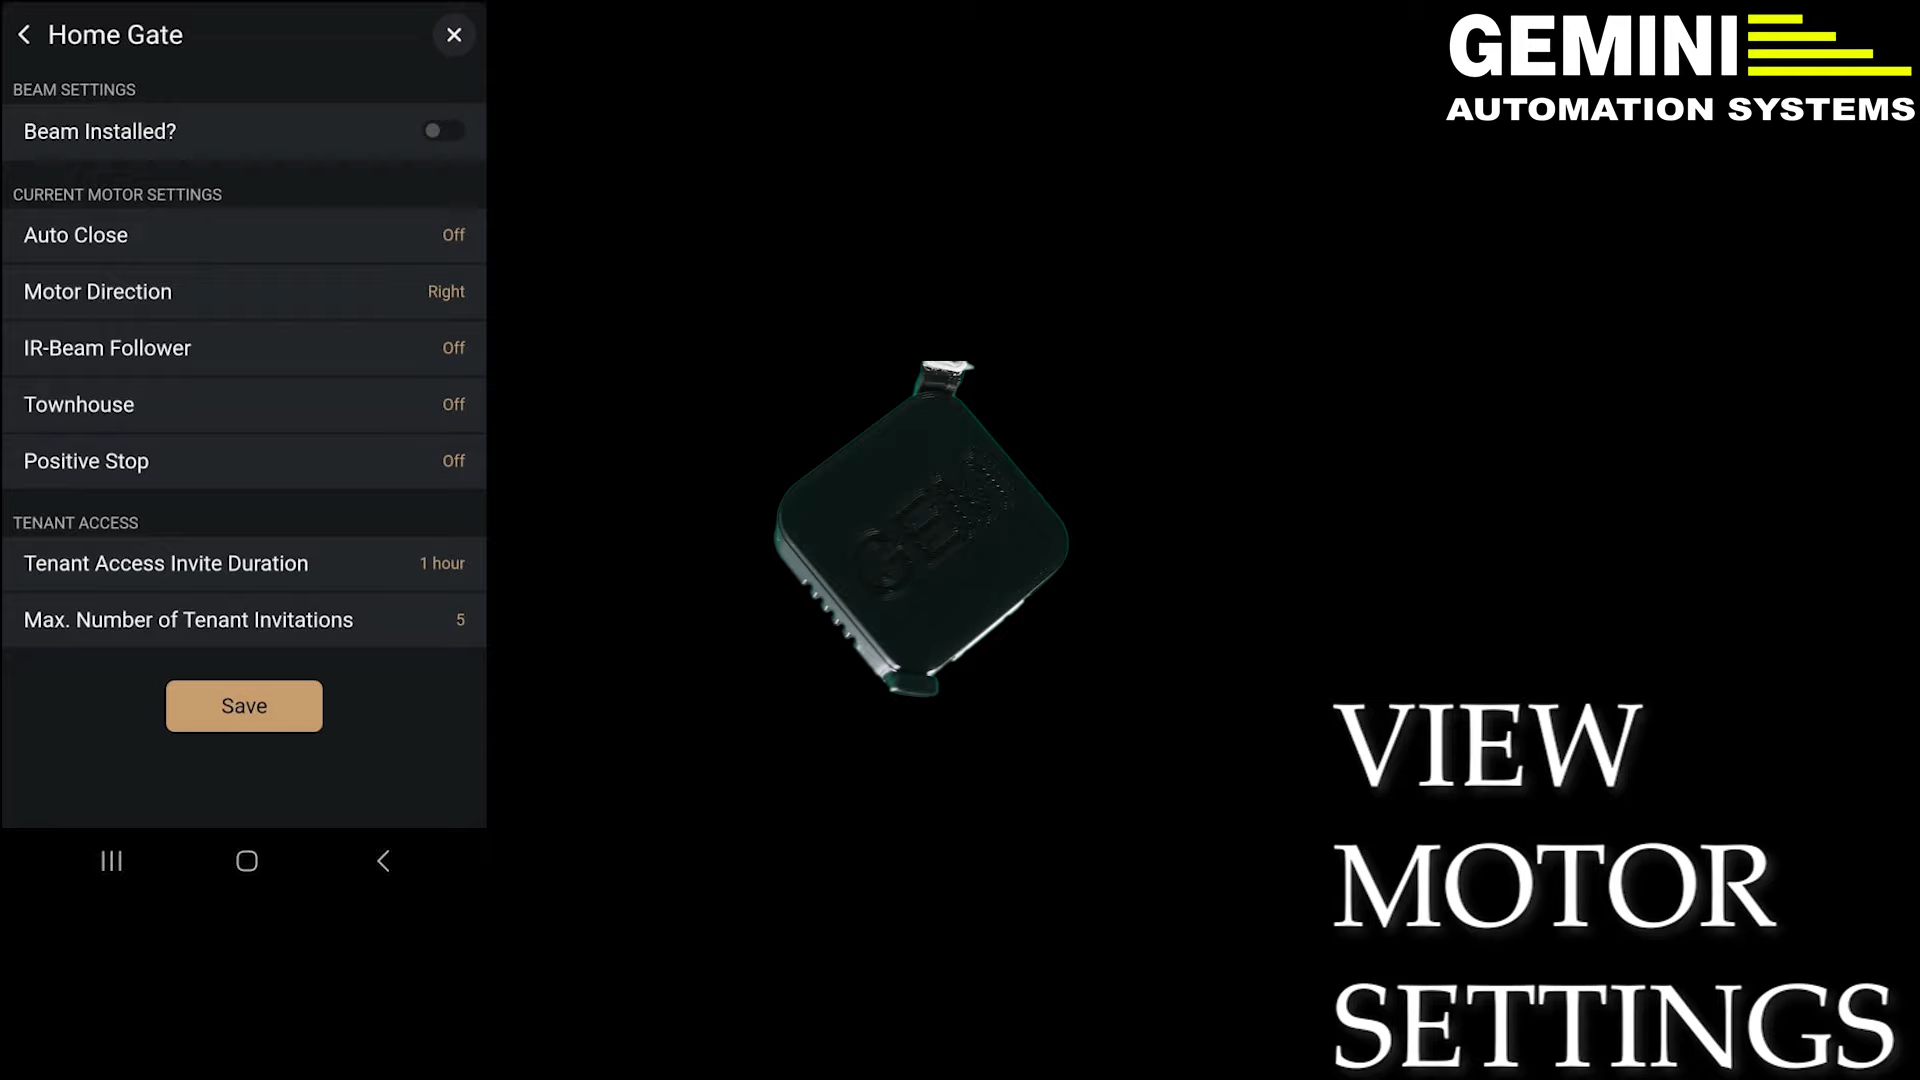 Home Gate
BEAM SETTINGS
Beam Installed?
CURRENT MOTOR SETTINGS
Auto Close Off
Motor Direction Right
IR-Beam Follower Off
Townhouse Off
Positive Stop Off
TENANT ACCESS
Tenant Access Invite Duration 1 hour
Max. Number of Tenant Invitations 5
Save
GEMINI
AUTOMATION SYSTEMS
VIEW
MOTOR
SETTINGS